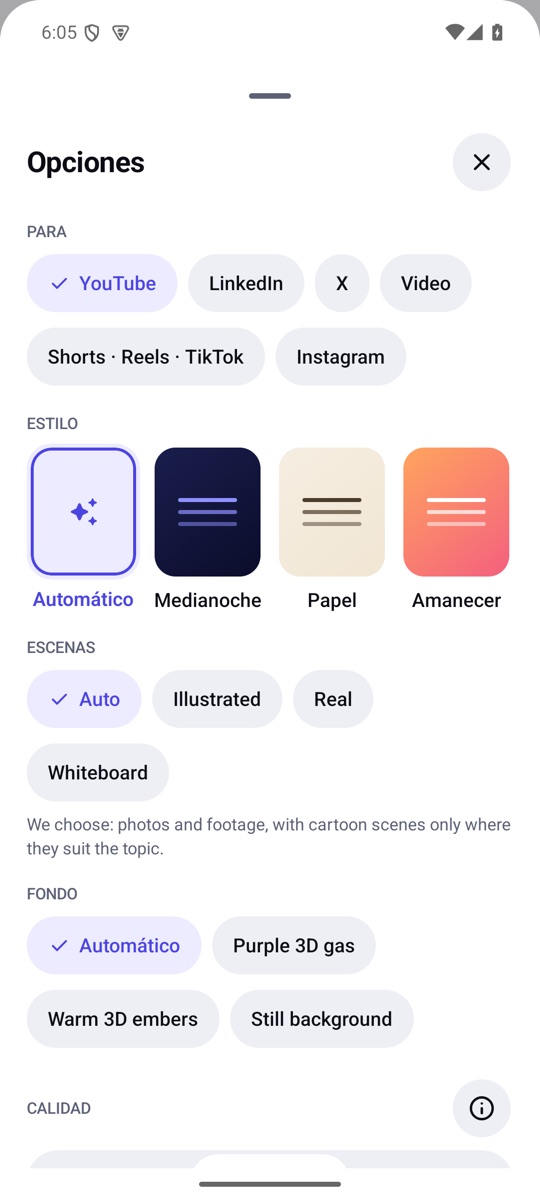 6:05
Opciones
PARA
YouTube LinkedIn X Video
Shorts · Reels · TikTok Instagram
ESTILO
Automático Medianoche Papel Amanecer
ESCENAS
Auto Illustrated Real
Whiteboard
We choose: photos and footage, with cartoon scenes only where
they suit the topic.
FONDO
Automático Purple 3D gas
Warm 3D embers Still background
CALIDAD